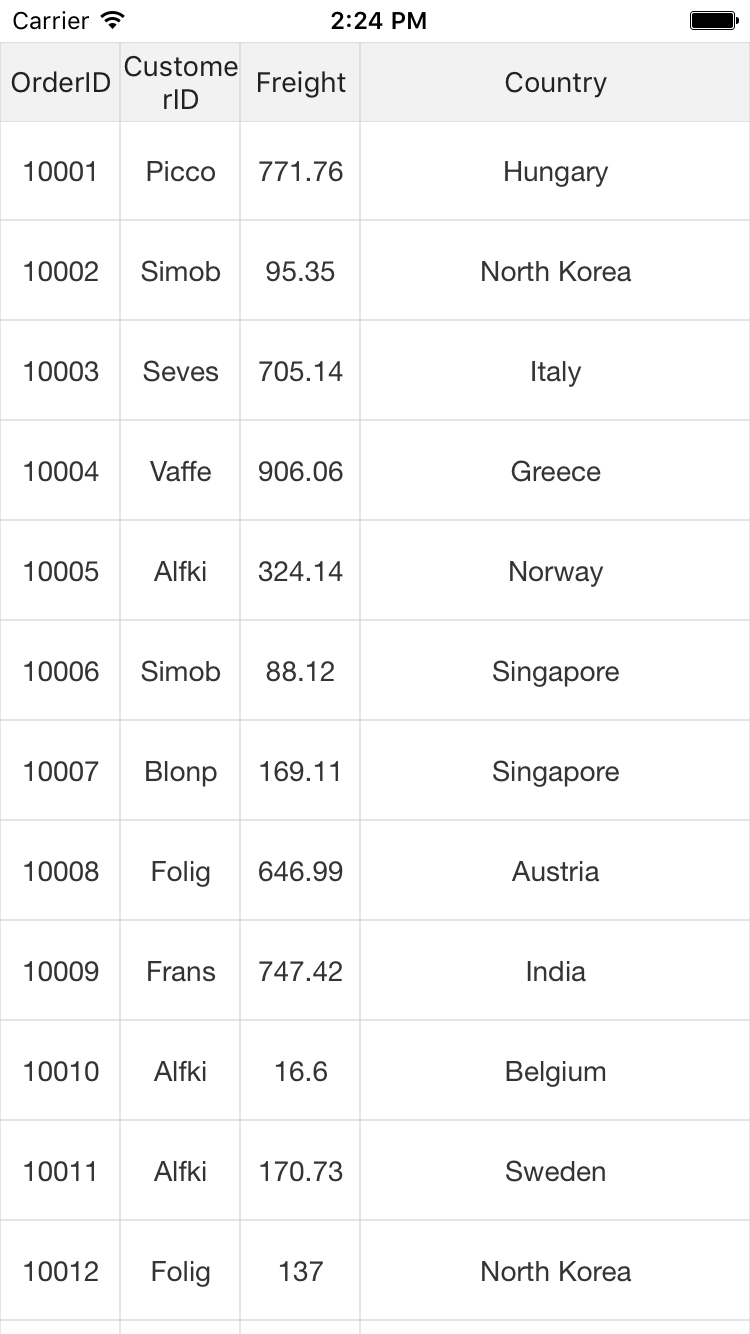 Carrier 2:24 PM
OrderID Custome rID Freight Country
10001 Picco 771.76 Hungary
10002 Simob 95.35 North Korea
10003 Seves 705.14 Italy
10004 Vaffe 906.06 Greece
10005 Alfki 324.14 Norway
10006 Simob 88.12 Singapore
10007 Blonp 169.11 Singapore
10008 Folig 646.99 Austria
10009 Frans 747.42 India
10010 Alfki 16.6 Belgium
10011 Alfki 170.73 Sweden
10012 Folig 137 North Korea